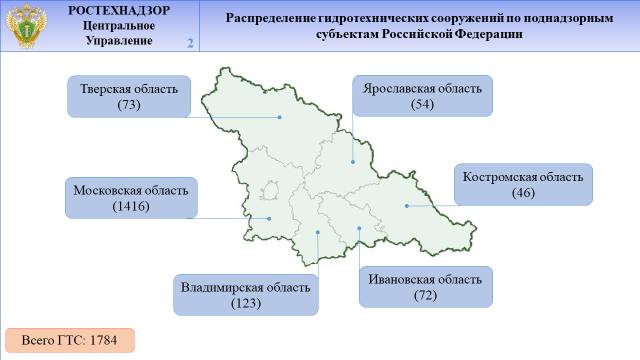 РОСТЕХНАДЗОР
Центральное
Управление
2
Распределение гидротехнических сооружений по поднадзорным
субъектам Российской Федерации
Тверская область
(73)
Ярославская область
(54)
Московская область
(1416)
Костромская область
(46)
Владимирская область
(123)
Ивановская область
(72)
Всего ГТС: 1784